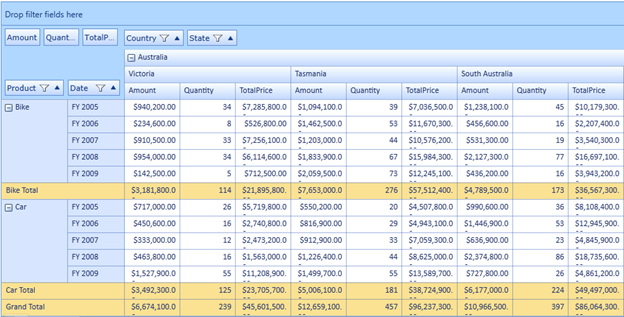 Drop filter fields here
Amount Quant... TotalP... Country State
Australia
Victoria Tasmania South Australia
Product Date Amount Quantity TotalPrice Amount Quantity TotalPrice Amount Quantity TotalPrice
Bike FY 2005 $940,200.00 34 $7,285,800.0 $1,094,100.0 39 $7,036,500.0 $1,238,100.0 45 $10,179,300.
FY 2006 $234,600.00 8 $526,800.00 $1,462,500.0 53 $11,670,300. $456,600.00 16 $2,207,400.0
FY 2007 $910,500.00 33 $7,256,100.0 $1,203,000.0 44 $10,576,200. $531,300.00 19 $3,540,300.0
FY 2008 $954,000.00 34 $6,114,600.0 $1,833,900.0 67 $15,984,300. $2,127,300.0 77 $16,697,100.
FY 2009 $142,500.00 5 $712,500.00 $2,059,500.0 73 $12,245,100. $436,200.00 16 $3,943,200.0
Bike Total $3,181,800.0 114 $21,895,800. $7,653,000.0 276 $57,512,400. $4,789,500.0 173 $36,567,300.
Car FY 2005 $717,000.00 26 $5,719,800.0 $550,200.00 20 $4,507,800.0 $990,600.00 36 $8,108,400.0
FY 2006 $450,600.00 16 $2,740,800.0 $816,900.00 29 $4,943,100.0 $1,446,900.0 53 $12,945,900.
FY 2007 $333,000.00 12 $2,473,200.0 $912,900.00 33 $7,059,300.0 $636,900.00 23 $4,845,900.0
FY 2008 $463,800.00 16 $1,563,000.0 $1,226,400.0 44 $8,625,000.0 $2,374,800.0 86 $18,735,600.
FY 2009 $1,527,900.0 55 $11,208,900. $1,499,700.0 55 $13,589,700. $727,800.00 26 $4,861,200.0
Car Total $3,492,300.0 125 $23,705,700. $5,006,100.0 181 $38,724,900. $6,177,000.0 224 $49,497,000.
Grand Total $6,674,100.0 239 $45,601,500. $12,659,100. 457 $96,237,300. $10,966,500. 397 $86,064,300.